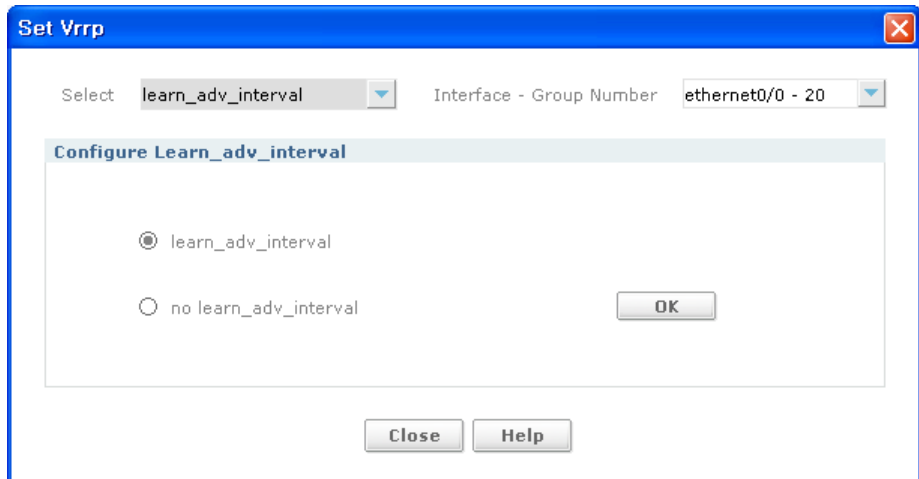 Set Vrrp
Select learn_adv_interval Interface - Group Number ethernet0/0 - 20
Configure Learn_adv_interval
learn_adv_interval
no learn_adv_interval OK
Close Help